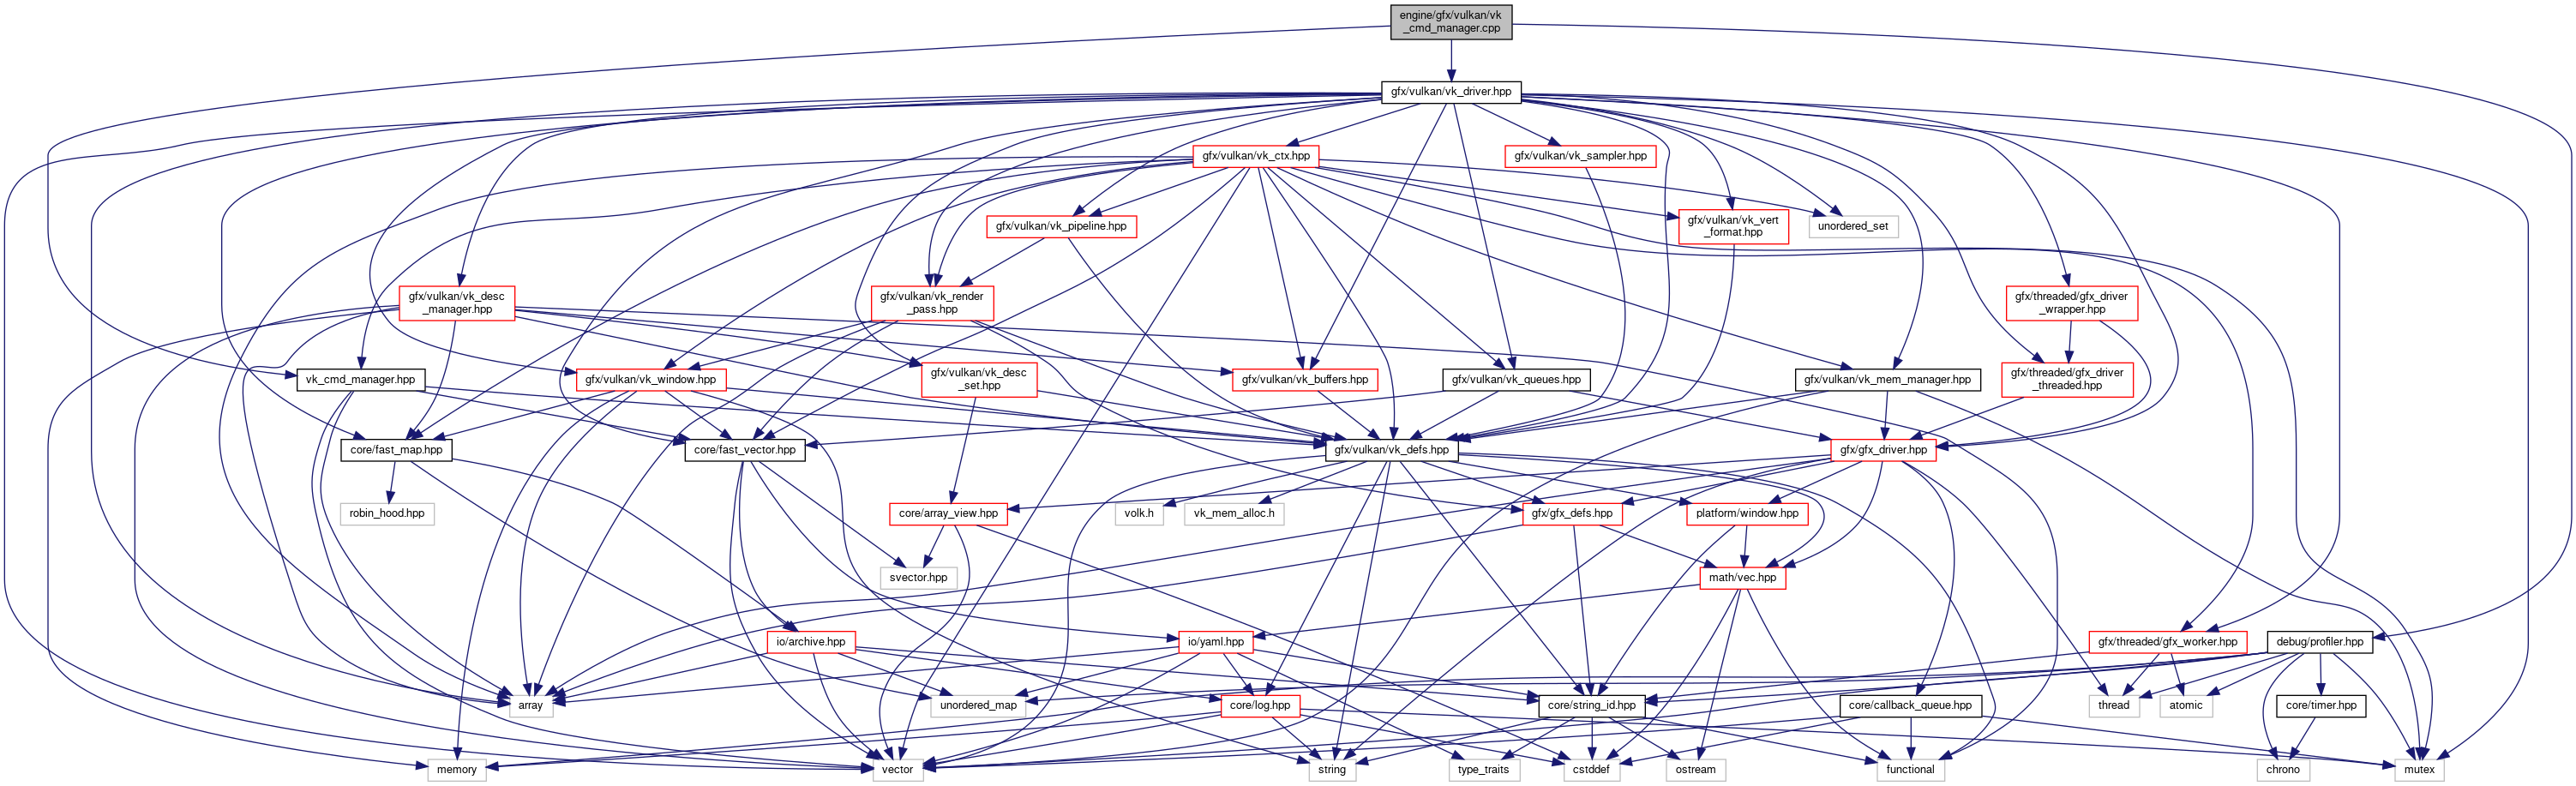 engine/gfx/vulkan/vk
_cmd_manager.cpp
gfx/vulkan/vk_driver.hpp
gfx/vulkan/vk_ctx.hpp
gfx/vulkan/vk_sampler.hpp
gfx/vulkan/vk_pipeline.hpp
gfx/vulkan/vk_vert
_format.hpp
unordered_set
gfx/vulkan/vk_desc
_manager.hpp
gfx/vulkan/vk_render
_pass.hpp
gfx/threaded/gfx_driver
_wrapper.hpp
vk_cmd_manager.hpp
gfx/vulkan/vk_window.hpp
gfx/vulkan/vk_desc
_set.hpp
gfx/vulkan/vk_buffers.hpp
gfx/vulkan/vk_queues.hpp
gfx/vulkan/vk_mem_manager.hpp
gfx/threaded/gfx_driver
_threaded.hpp
core/fast_map.hpp
core/fast_vector.hpp
gfx/vulkan/vk_defs.hpp
gfx/gfx_driver.hpp
robin_hood.hpp
core/array_view.hpp
volk.h
vk_mem_alloc.h
gfx/gfx_defs.hpp
platform/window.hpp
svector.hpp
math/vec.hpp
io/archive.hpp
io/yaml.hpp
gfx/threaded/gfx_worker.hpp
debug/profiler.hpp
array
unordered_map
core/log.hpp
core/string_id.hpp
core/callback_queue.hpp
thread
atomic
core/timer.hpp
memory
vector
string
type_traits
cstddef
ostream
functional
chrono
mutex